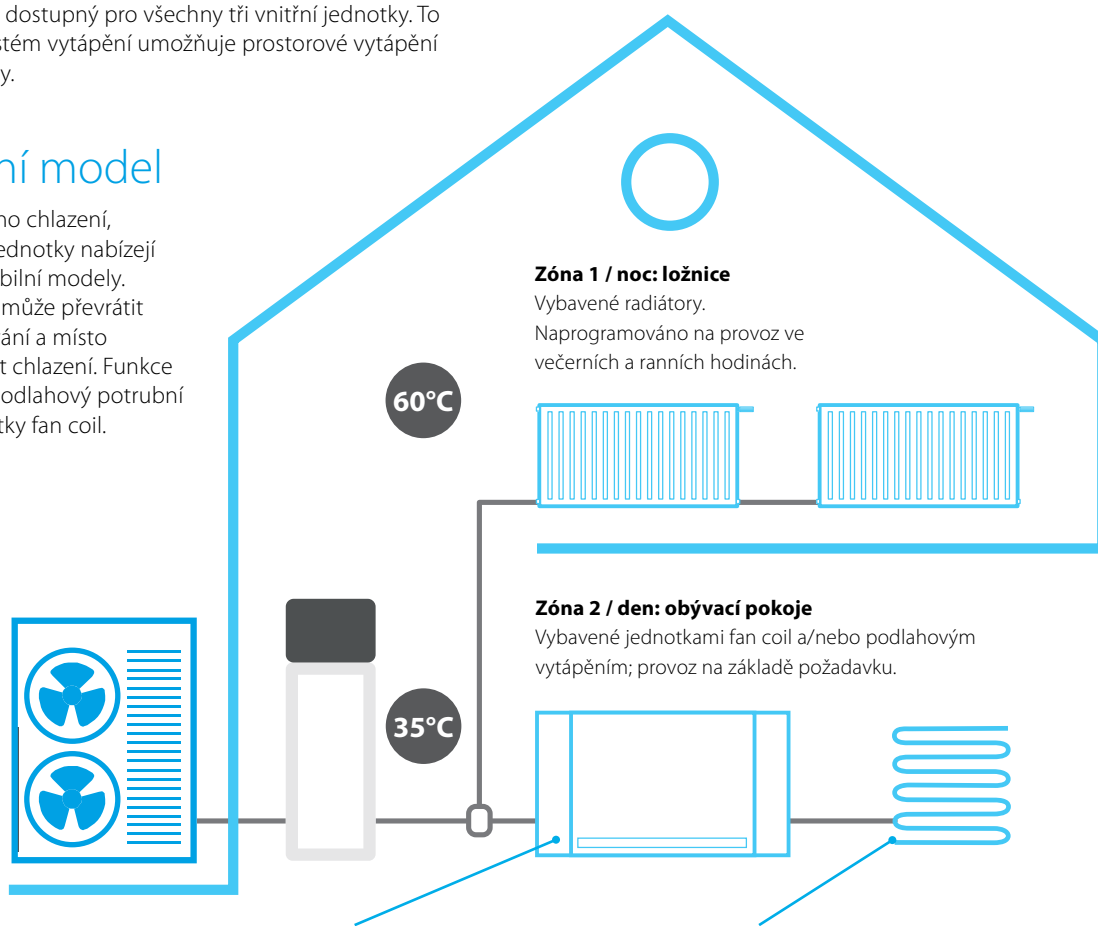 dostupný pro všechny tři vnitřní jednotky. To
stém vytápění umožňuje prostorové vytápění
y.
ní model
no chlazení,
ednotky nabízejí
bilní modely.
může převrátit
ání a místo
t chlazení. Funkce
odlahový potrubní
tky fan coil.
Zóna 1 / noc: ložnice
Vybavené radiátory.
Naprogramováno na provoz ve
večerních a ranních hodinách.
60°C
Zóna 2 / den: obývací pokoje
Vybavené jednotkami fan coil a/nebo podlahovým
vytápěním; provoz na základě požadavku.
35°C